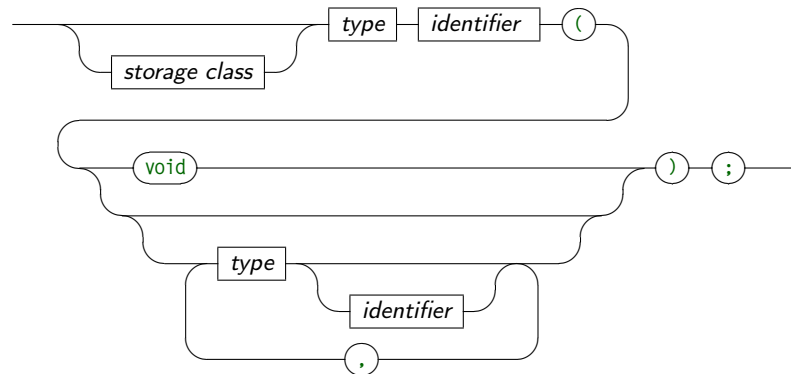 type identifier (
storage class
void ) ;
type
identifier
,